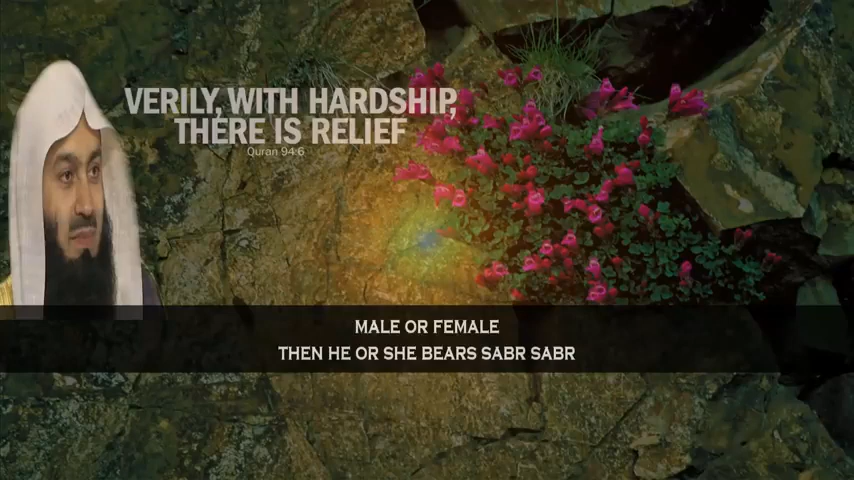 VERILY, WITH HARDSHIP,
THERE IS RELIEF
Quran 94:6
MALE OR FEMALE
THEN HE OR SHE BEARS SABR SABR